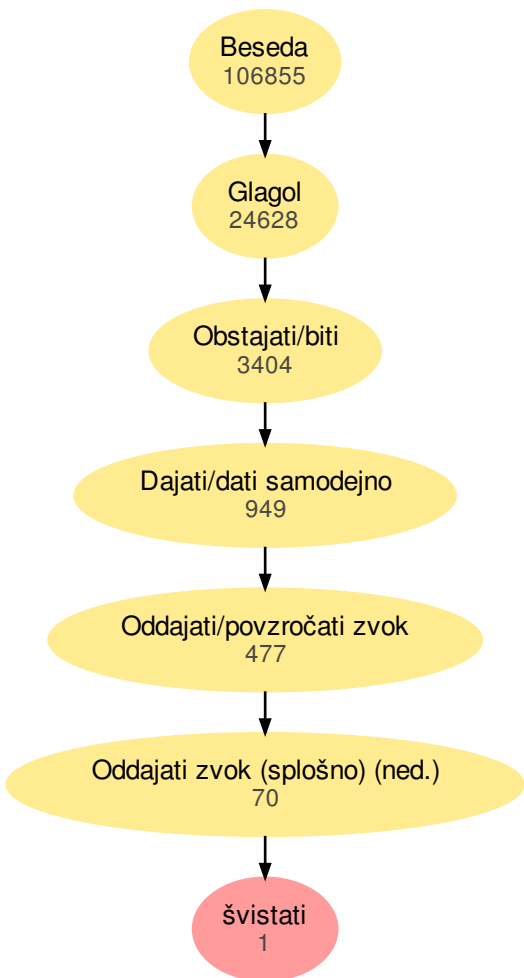 Beseda
106855
Glagol
24628
Obstajati/biti
3404
Dajati/dati samodejno
949
Oddajati/povzročati zvok
477
Oddajati zvok (splošno) (ned.)
70
švistati
1